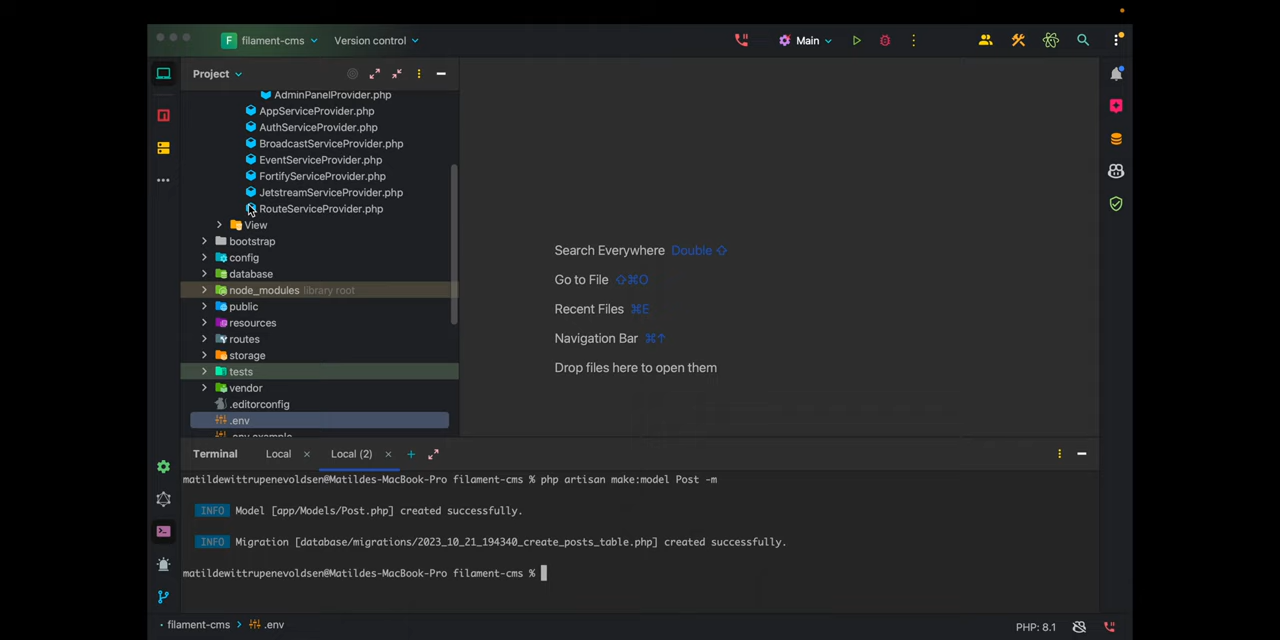 F filament-cms
Version control
Main
Project
AdminPanelProvider.php
AppServiceProvider.php
AuthServiceProvider.php
BroadcastServiceProvider.php
EventServiceProvider.php
FortifyServiceProvider.php
JetstreamServiceProvider.php
RouteServiceProvider.php
View
bootstrap
config
database
node_modules library root
public
resources
routes
storage
tests
vendor
.editorconfig
.env
.env.example
Search Everywhere Double ⇧
Go to File ⇧⌘O
Recent Files ⌘E
Navigation Bar ⌘↑
Drop files here to open them
Terminal
Local
Local (2)
matildewittrupenevoldsen@Matildes-MacBook-Pro filament-cms % php artisan make:model Post -m
INFO Model [app/Models/Post.php] created successfully.
INFO Migration [database/migrations/2023_10_21_194340_create_posts_table.php] created successfully.
matildewittrupenevoldsen@Matildes-MacBook-Pro filament-cms %
filament-cms > .env
PHP: 8.1